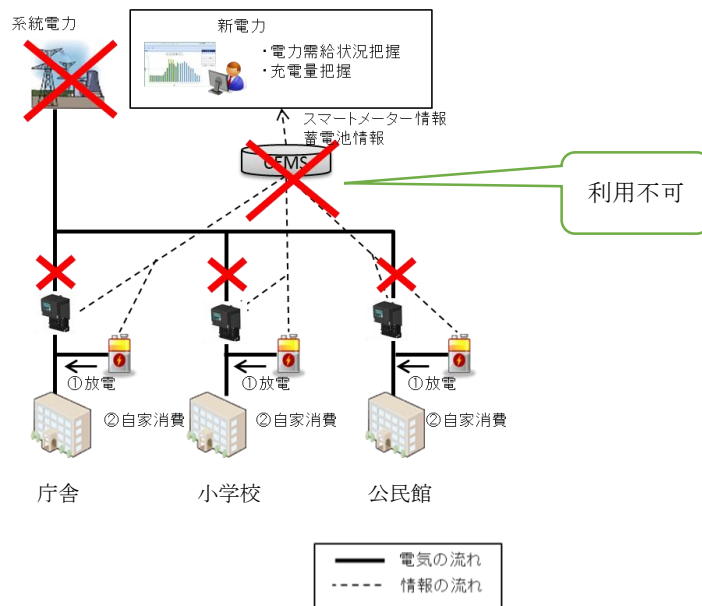 系統電力
新電力
・電力需給状況把握
・充電量把握
スマートメーター情報
蓄電池情報
CEMS
利用不可
①放電
①放電
①放電
②自家消費
②自家消費
②自家消費
庁舎
小学校
公民館
電気の流れ
情報の流れ